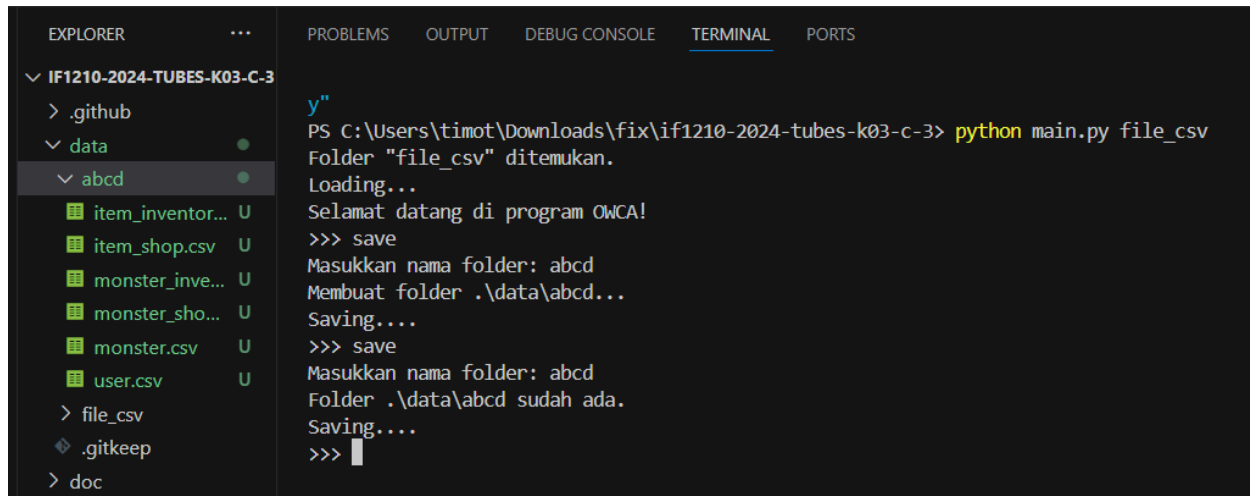 EXPLORER ...
IF1210-2024-TUBES-K03-C-3
.github
data
abcd
item_inventor... U
item_shop.csv U
monster_inve... U
monster_sho... U
monster.csv U
user.csv U
file_csv
.gitkeep
doc
PROBLEMS OUTPUT DEBUG CONSOLE TERMINAL PORTS
y"
PS C:\Users\timot\Downloads\fix\if1210-2024-tubes-k03-c-3> python main.py file_csv
Folder "file_csv" ditemukan.
Loading...
Selamat datang di program OWCA!
>>> save
Masukkan nama folder: abcd
Membuat folder .\data\abcd...
Saving....
>>> save
Masukkan nama folder: abcd
Folder .\data\abcd sudah ada.
Saving....
>>>